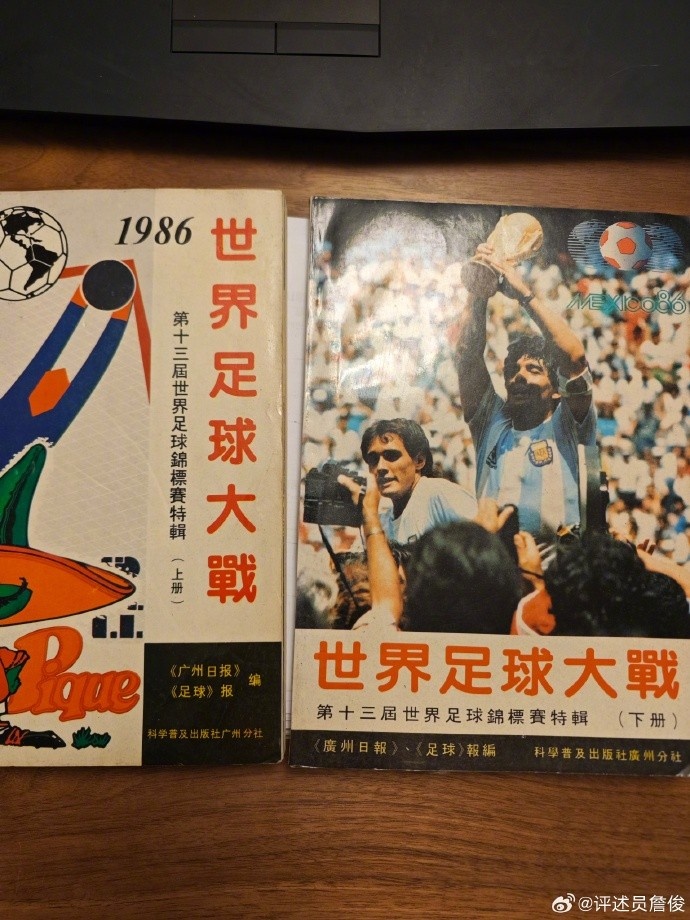 1986
世界足球大戰
第十三屆世界足球錦標賽特輯
(上册)
Pique
《广州日报》
《足球》报
编
科学普及出版社广州分社
MEXICO86
世界足球大戰
第十三屆世界足球錦標賽特輯
(下册)
《廣州日報》、《足球》報編
科學普及出版社廣州分社
@评述员詹俊